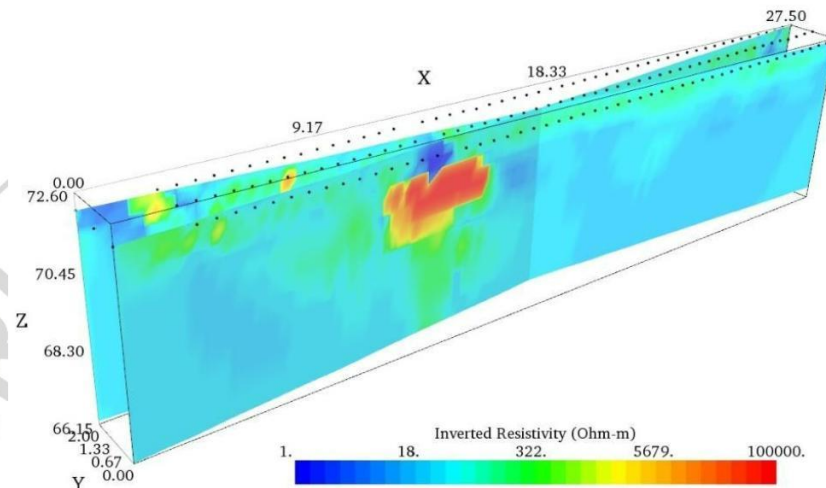 27.50
X
18.33
9.17
0.00
72.60
70.45
Z
68.30
66.15
2.00
1.33
0.67
0.00
Y
Inverted Resistivity (Ohm-m)
1. 18. 322. 5679. 100000.